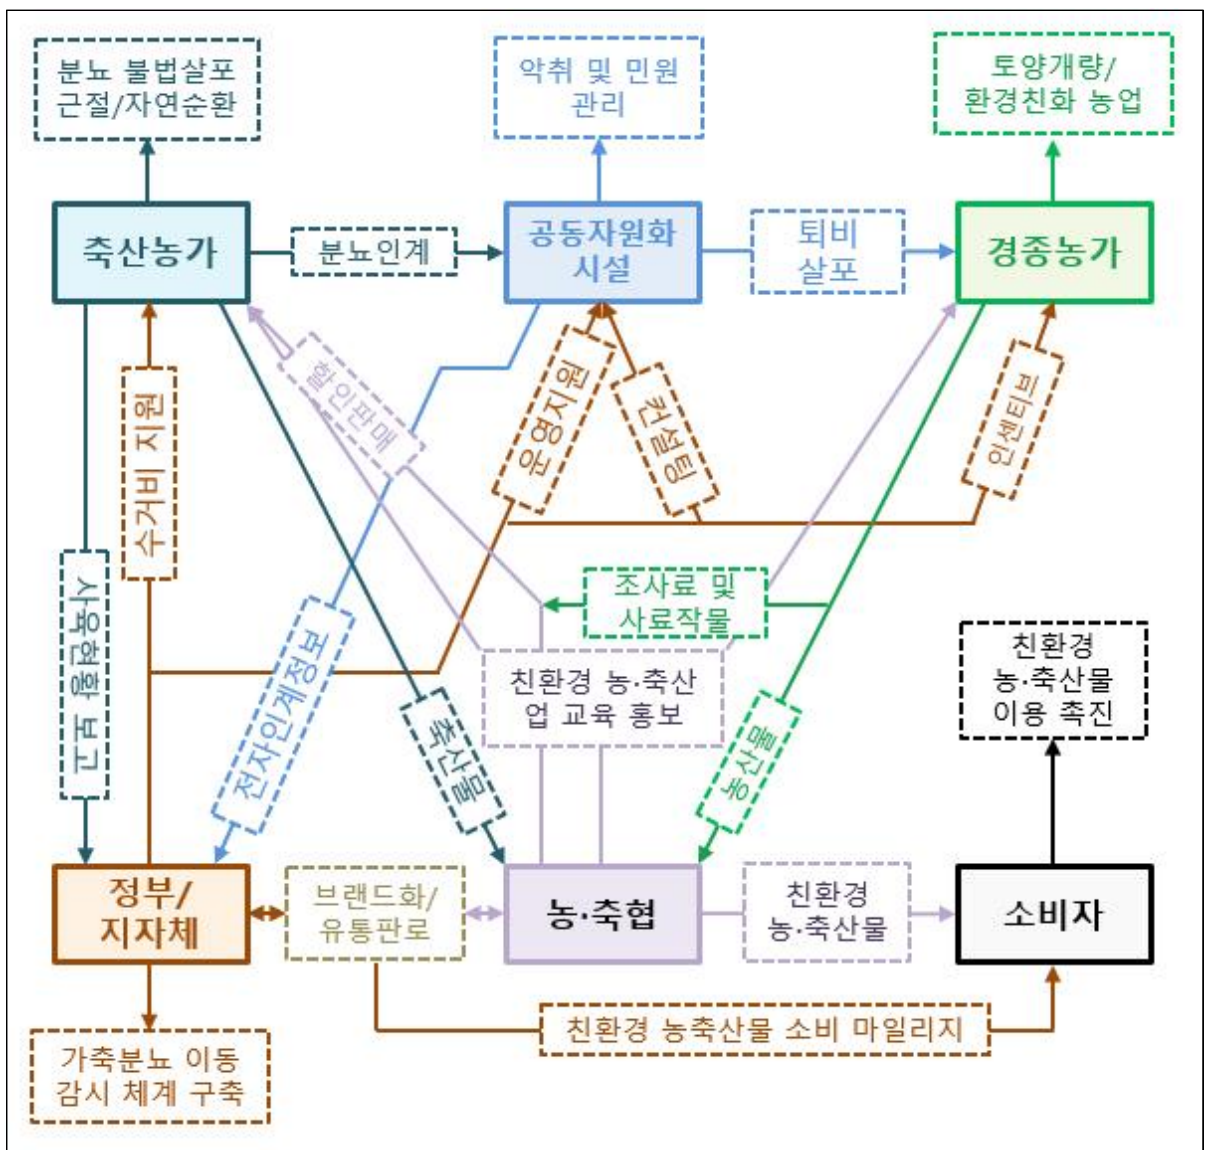 분뇨 불법살포
근절/자연순환
악취 및 민원
관리
토양개량/
환경친화 농업
축산농가
분뇨인계
공동자원화
시설
퇴비
살포
경종농가
수거비 지원
할인판매
운영지원
컨설팅
인센티브
사용현황 보고
전자인계정보
조사료 및
사료작물
친환경 농·축산
업 교육 홍보
축산물
농산물
친환경
농·축산물
이용 촉진
정부/
지자체
브랜드화/
유통판로
농·축협
친환경
농·축산물
소비자
친환경 농축산물 소비 마일리지
가축분뇨 이동
감시 체계 구축